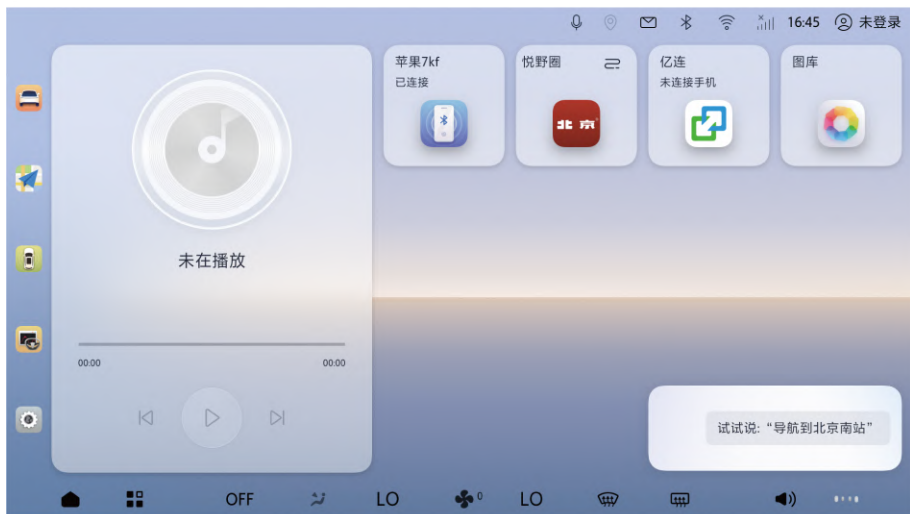 16:45 未登录
苹果7kf
已连接
悦野圈
亿连
未连接手机
图库
北京
未在播放
00:00 00:00
试试说:“导航到北京南站”
OFF LO 0 LO